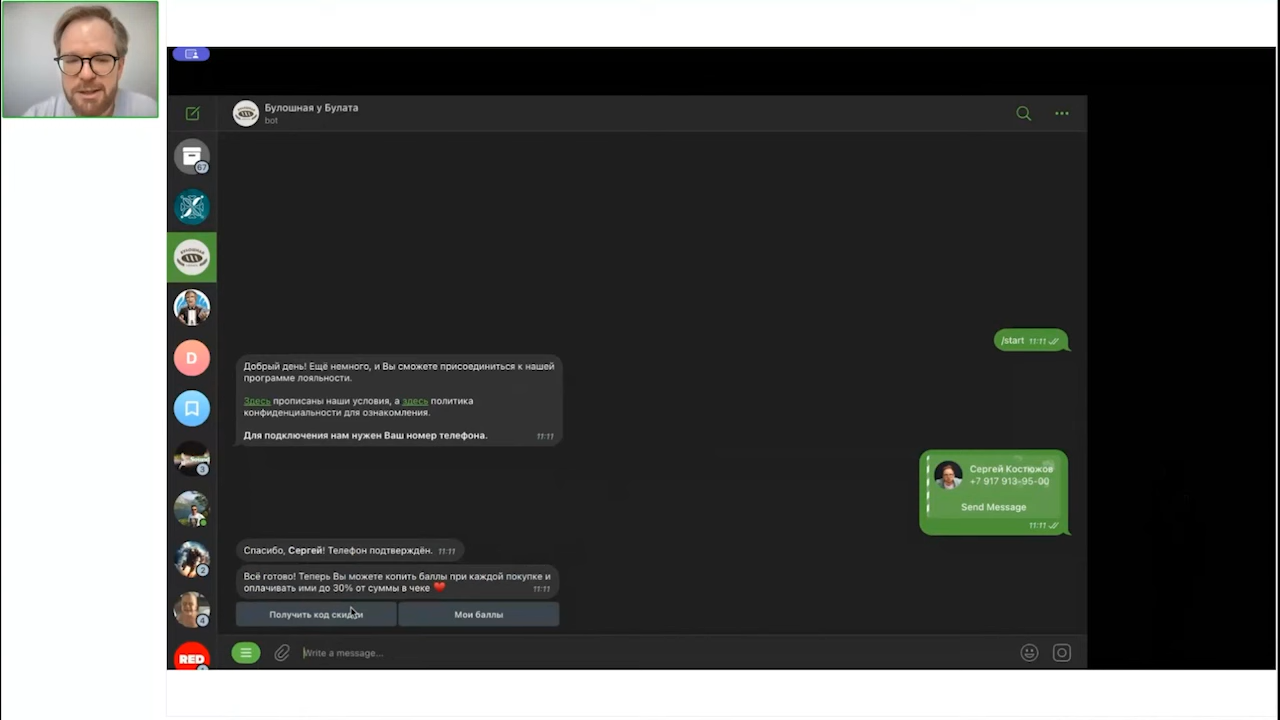 Булошная у Булата
bot
67
/start 11:11
Добрый день! Ещё немного, и Вы сможете присоединиться к нашей
программе лояльности.
Здесь прописаны наши условия, а здесь политика
конфиденциальности для ознакомления.
Для подключения нам нужен Ваш номер телефона.
11:11
D
Сергей Костюжов
+7 917 913-95-00
Send Message
11:11
3
Спасибо, Сергей! Телефон подтверждён. 11:11
Всё готово! Теперь Вы можете копить баллы при каждой покупке и
оплачивать ими до 30% от суммы в чеке ❤️
11:11
2
Получить код скидки
Мои баллы
4
RED
Write a message...